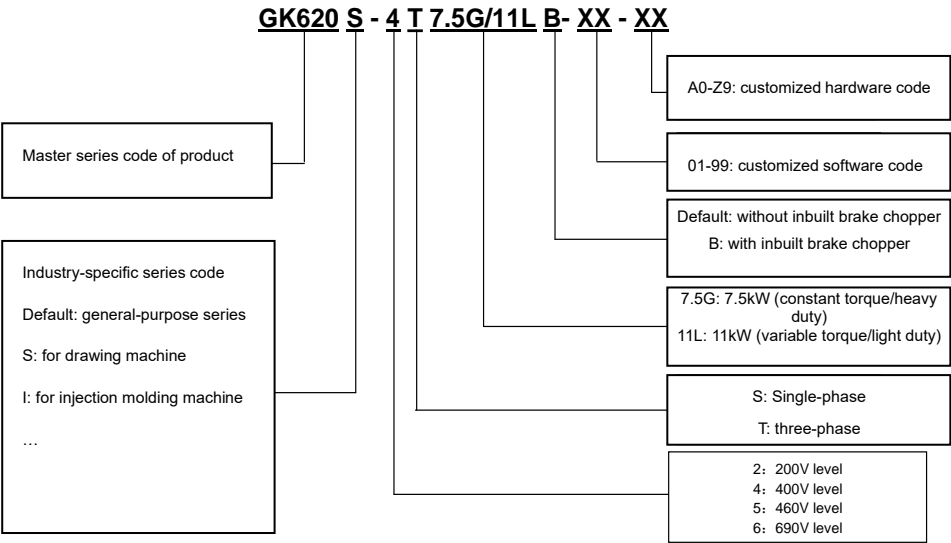 GK620 S - 4 T 7.5G/11L B- XX - XX
A0-Z9: customized hardware code
Master series code of product
01-99: customized software code
Default: without inbuilt brake chopper
B: with inbuilt brake chopper
Industry-specific series code
Default: general-purpose series
S: for drawing machine
I: for injection molding machine
…
7.5G: 7.5kW (constant torque/heavy
duty)
11L: 11kW (variable torque/light duty)
S: Single-phase
T: three-phase
2：200V level
4：400V level
5：460V level
6：690V level